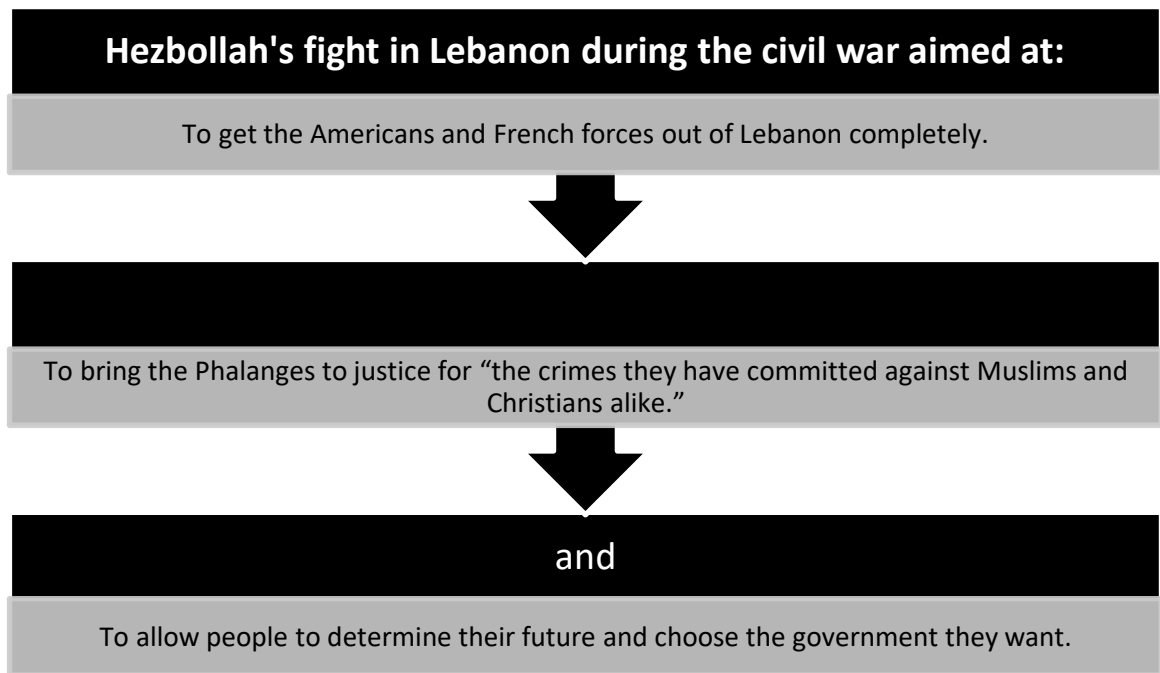 Hezbollah's fight in Lebanon during the civil war aimed at:
To get the Americans and French forces out of Lebanon completely.
To bring the Phalanges to justice for “the crimes they have committed against Muslims and
Christians alike.”
and
To allow people to determine their future and choose the government they want.